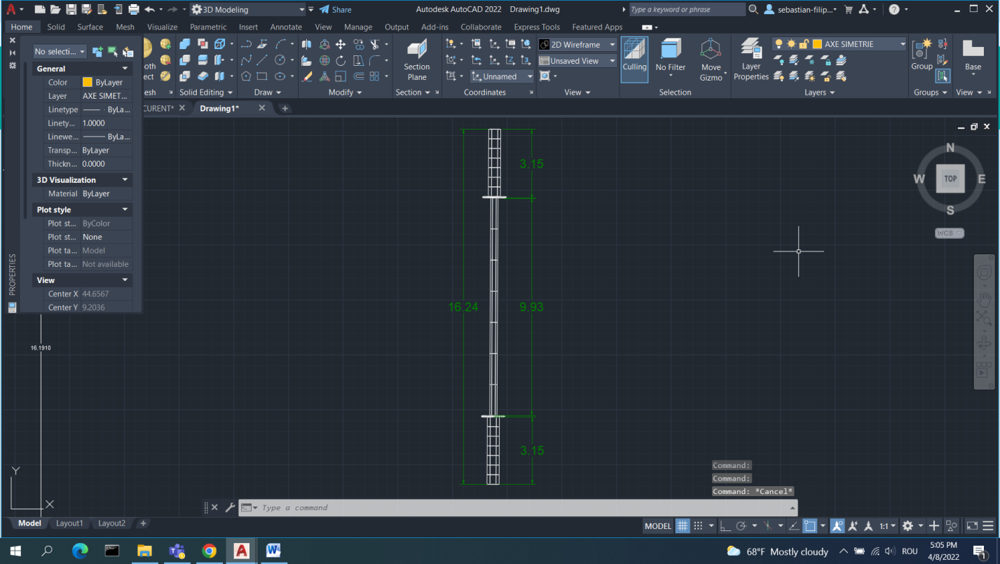 3D Modeling
Share
Autodesk AutoCAD 2022 Drawing1.dwg
Type a keyword or phrase
sebastian-filip...
Home Solid Surface Mesh Visualize Parametric Insert Annotate View Manage Output Add-ins Collaborate Express Tools Featured Apps
No selecti...
General
Color ByLayer
Layer AXE SIMET...
Linetype ByLa...
Linety... 1.0000
Linewe... ByLa...
Transp... ByLayer
Thickn... 0.0000
3D Visualization
Material ByLayer
Plot style
Plot st... ByColor
Plot st... None
Plot ta... Model
Plot ta... Not available
View
Center X 44.6567
Center Y 9.2036
PROPERTIES
Solid Editing
Draw
Modify
Section Plane
Section
Unnamed
Coordinates
2D Wireframe
Unsaved View
View
Culling
No Filter
Move Gizmo
Selection
Layer Properties
AXE SIMETRIE
Layers
Group
Groups
Base
View
CURENT*
Drawing1*
3.15
16.24
9.93
3.15
16.1910
N
W
TOP
E
S
WCS
Y
X
Command:
Command:
Command: *Cancel*
Type a command
Model Layout1 Layout2
MODEL
1:1
68°F Mostly cloudy
ROU
5:05 PM
4/8/2022
1